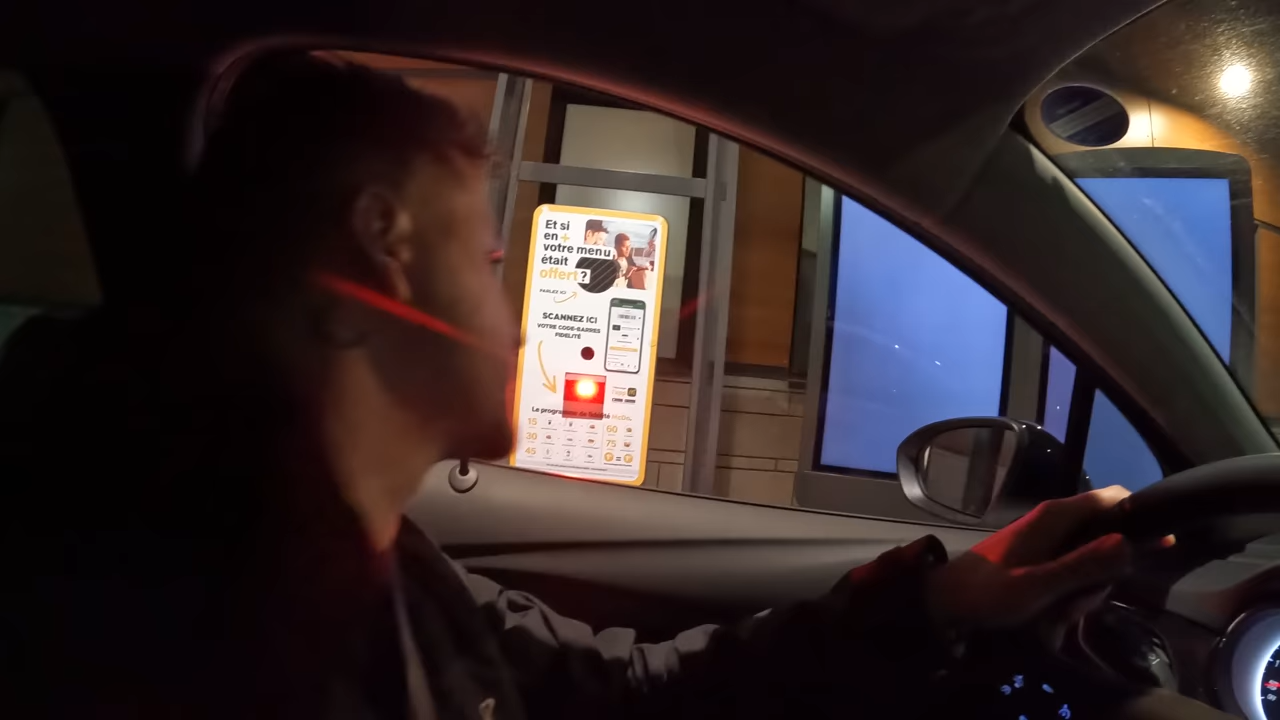 Et si
en +
votre menu
était
offert ?
PARLEZ ICI
SCANNEZ ICI
VOTRE CODE-BARRES
FIDÉLITÉ
Le programme de fidélité McDo.
15
60
30
75
45